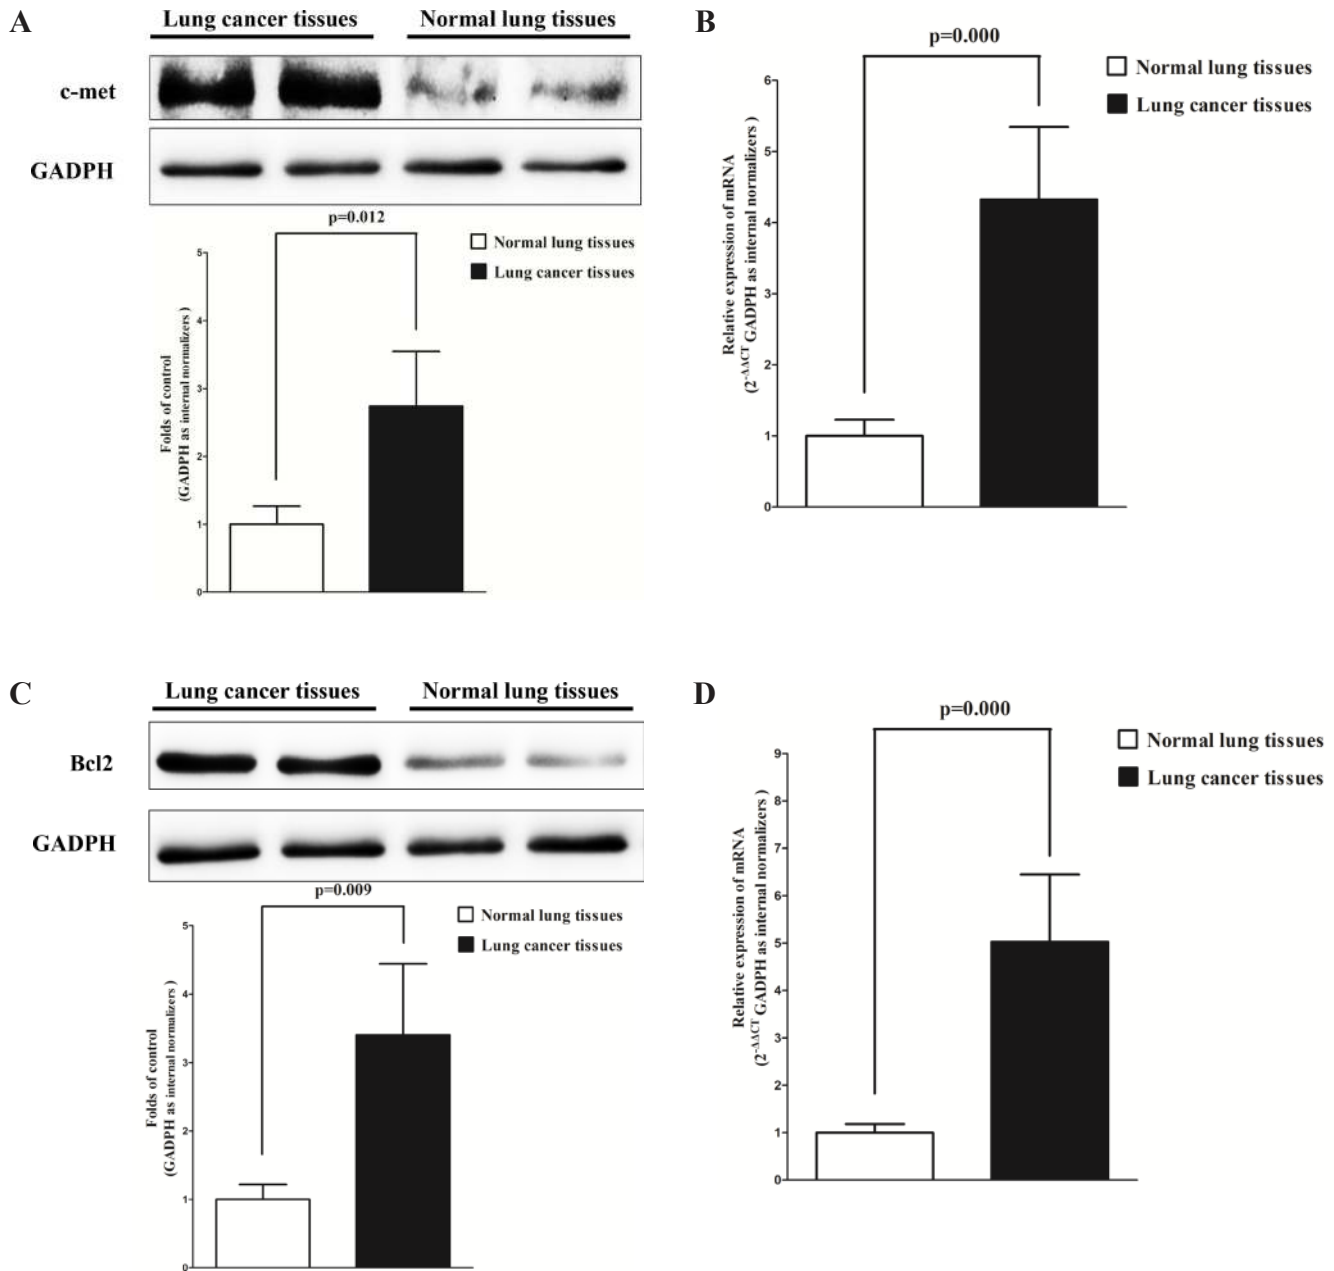 A
Lung cancer tissues
Normal lung tissues
c-met
GADPH
p=0.012
Normal lung tissues
Lung cancer tissues
Folds of control
(GADPH as internal normalizers )
5
4
3
2
1
0
B
p=0.000
Normal lung tissues
Lung cancer tissues
Relative expression of mRNA
(2-ΔΔCT GADPH as internal normalizers )
6
5
4
3
2
1
0
C
Lung cancer tissues
Normal lung tissues
Bcl2
GADPH
p=0.009
Normal lung tissues
Lung cancer tissues
Folds of control
(GADPH as internal normalizers )
5
4
3
2
1
0
D
p=0.000
Normal lung tissues
Lung cancer tissues
Relative expression of mRNA
(2-ΔΔCT GADPH as internal normalizers )
9
8
7
6
5
4
3
2
1
0